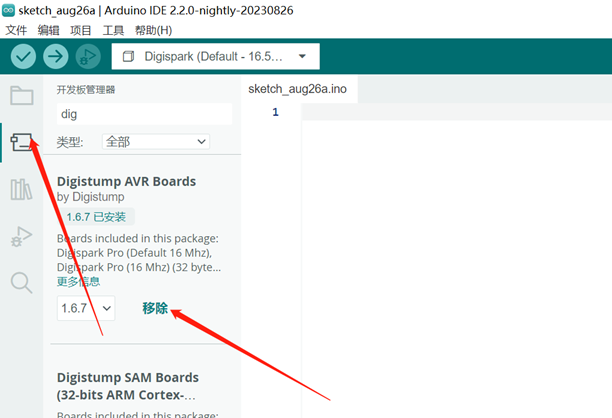 sketch_aug26a | Arduino IDE 2.2.0-nightly-20230826
文件 编辑 项目 工具 帮助(H)
Digispark (Default - 16.5...
开发板管理器
sketch_aug26a.ino
dig
1
类型: 全部
Digistump AVR Boards
by Digistump
1.6.7 已安装
Boards included in this package:
Digispark Pro (Default 16 Mhz),
Digispark Pro (16 Mhz) (32 byte...
更多信息
1.6.7 移除
Digistump SAM Boards
(32-bits ARM Cortex-...
Boards included in this package: